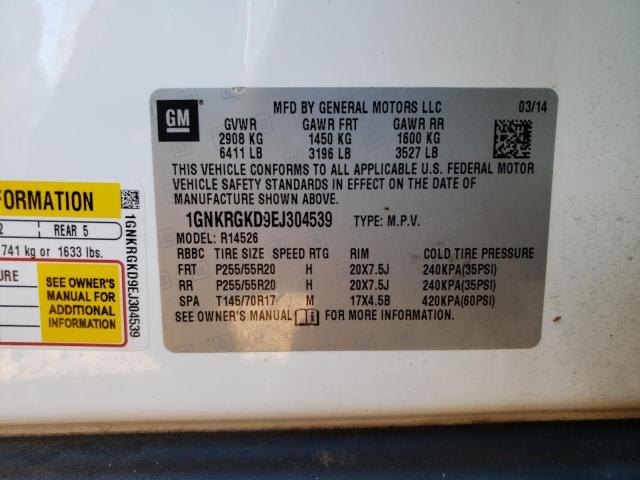 GM
MFD BY GENERAL MOTORS LLC 03/14
GVWR GAWR FRT GAWR RR
2908 KG 1450 KG 1600 KG
6411 LB 3196 LB 3527 LB
THIS VEHICLE CONFORMS TO ALL APPLICABLE U.S. FEDERAL MOTOR
VEHICLE SAFETY STANDARDS IN EFFECT ON THE DATE OF
MANUFACTURE SHOWN ABOVE.
1GNKRGKD9EJ304539 TYPE: M.P.V.
MODEL: R14526
RBBC TIRE SIZE SPEED RTG RIM COLD TIRE PRESSURE
FRT P255/55R20 H 20X7.5J 240KPA(35PSI)
RR P255/55R20 H 20X7.5J 240KPA(35PSI)
SPA T145/70R17 M 17X4.5B 420KPA(60PSI)
SEE OWNER'S MANUAL FOR MORE INFORMATION.
FORMATION
2 REAR 5
741 kg or 1633 lbs.
URE
SEE OWNER'S
MANUAL FOR
ADDITIONAL
INFORMATION
1GNKRGKD9EJ304539